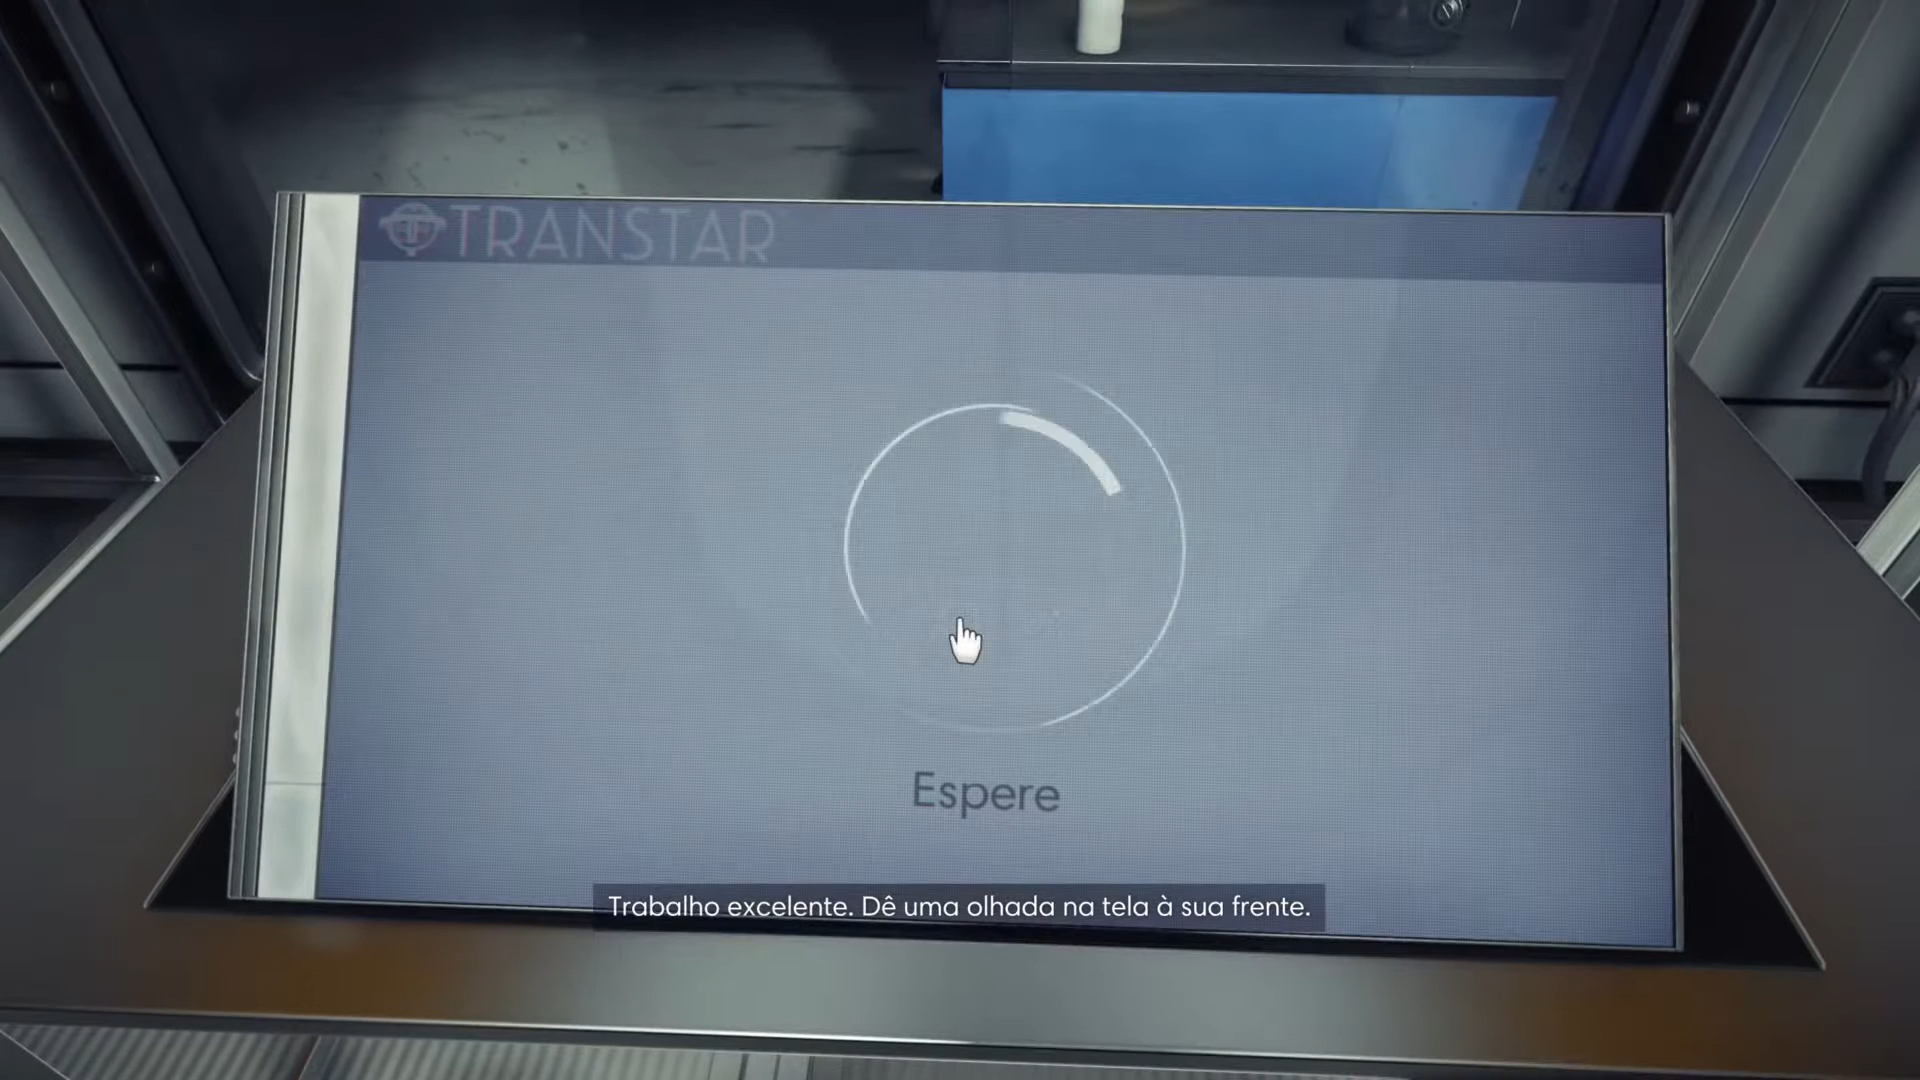 TRANSTAR
Espere
Trabalho excelente. Dê uma olhada na tela à sua frente.